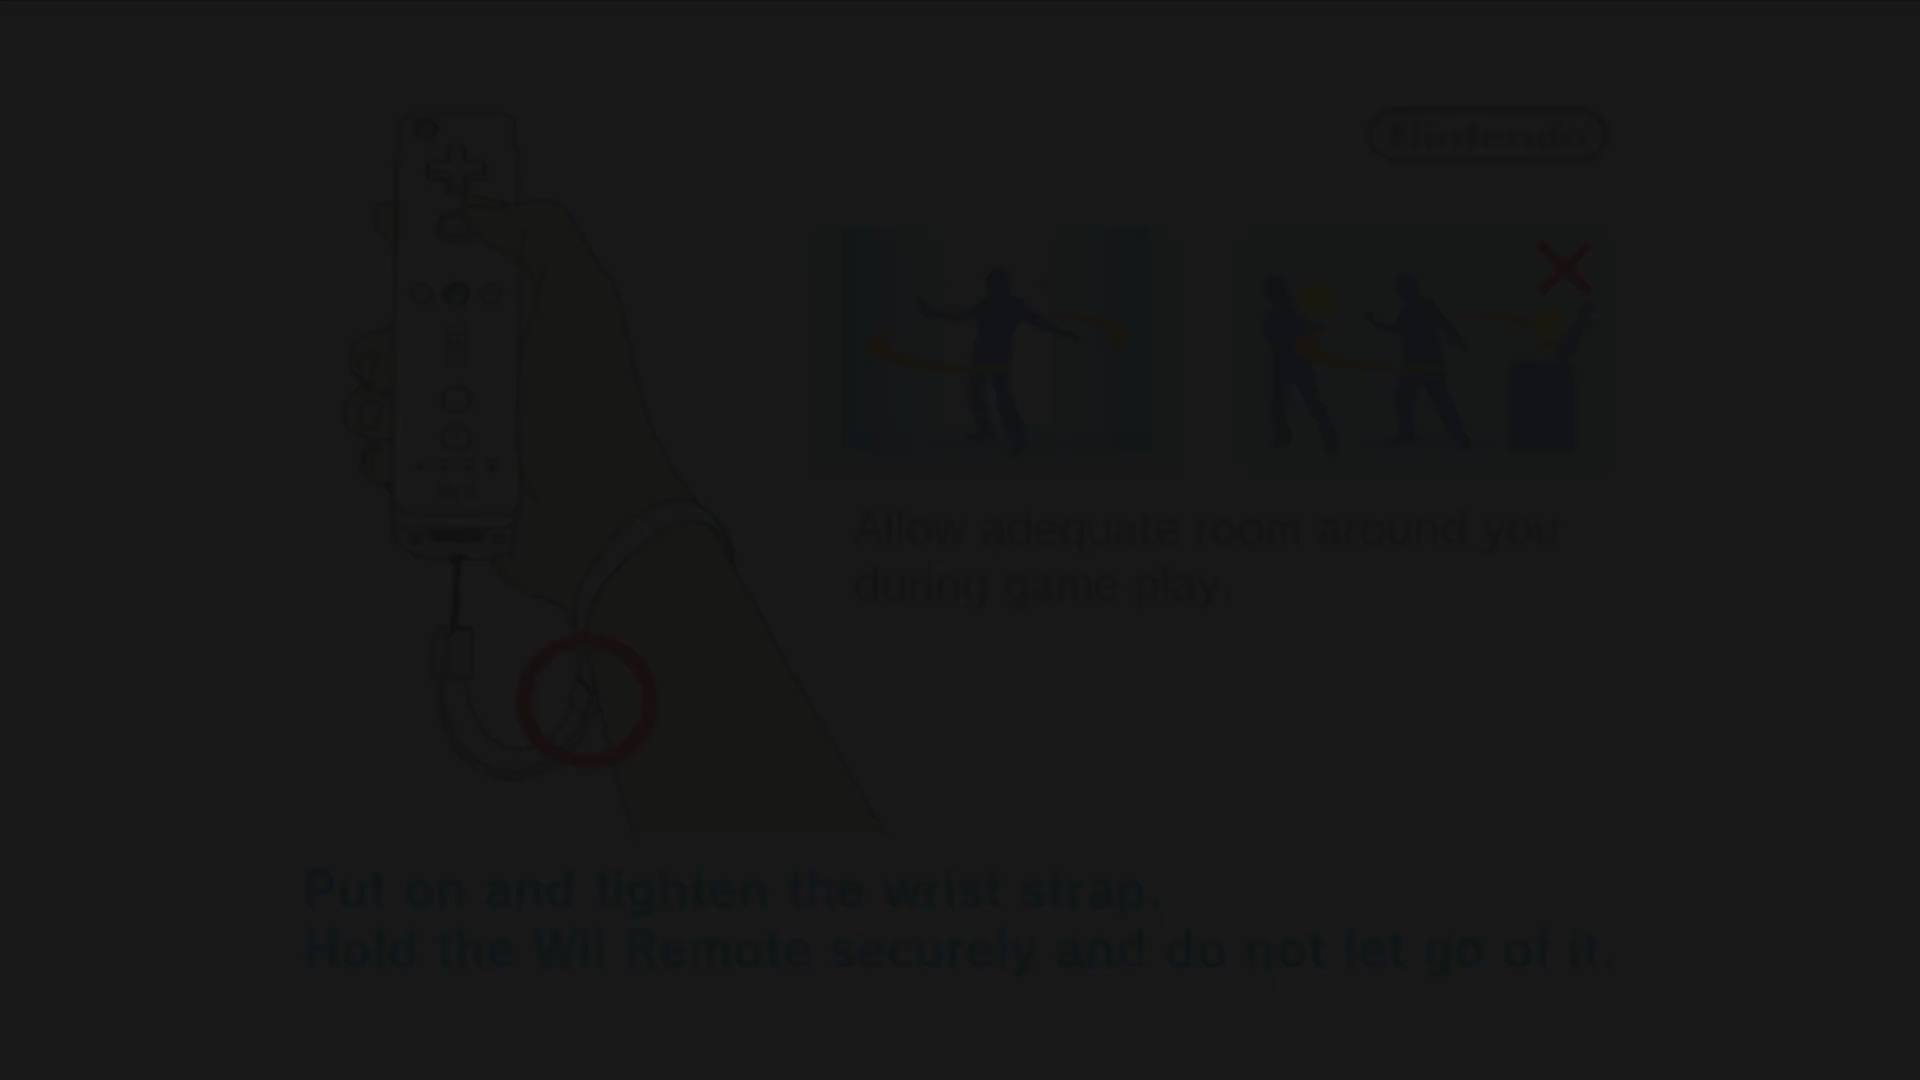 Nintendo
Allow adequate room around you
during game play.
Wii
Put on and tighten the wrist strap.
Hold the Wii Remote securely and do not let go of it.